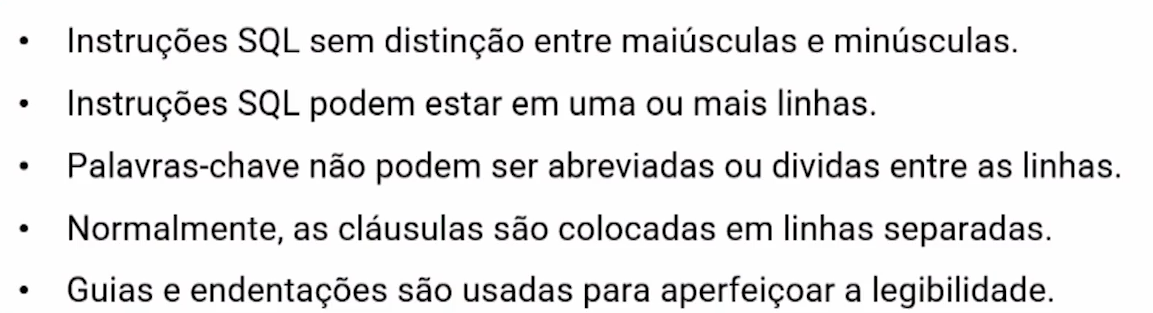 • Instruções SQL sem distinção entre maiúsculas e minúsculas.
• Instruções SQL podem estar em uma ou mais linhas.
• Palavras-chave não podem ser abreviadas ou dividas entre as linhas.
• Normalmente, as cláusulas são colocadas em linhas separadas.
• Guias e endentações são usadas para aperfeiçoar a legibilidade.